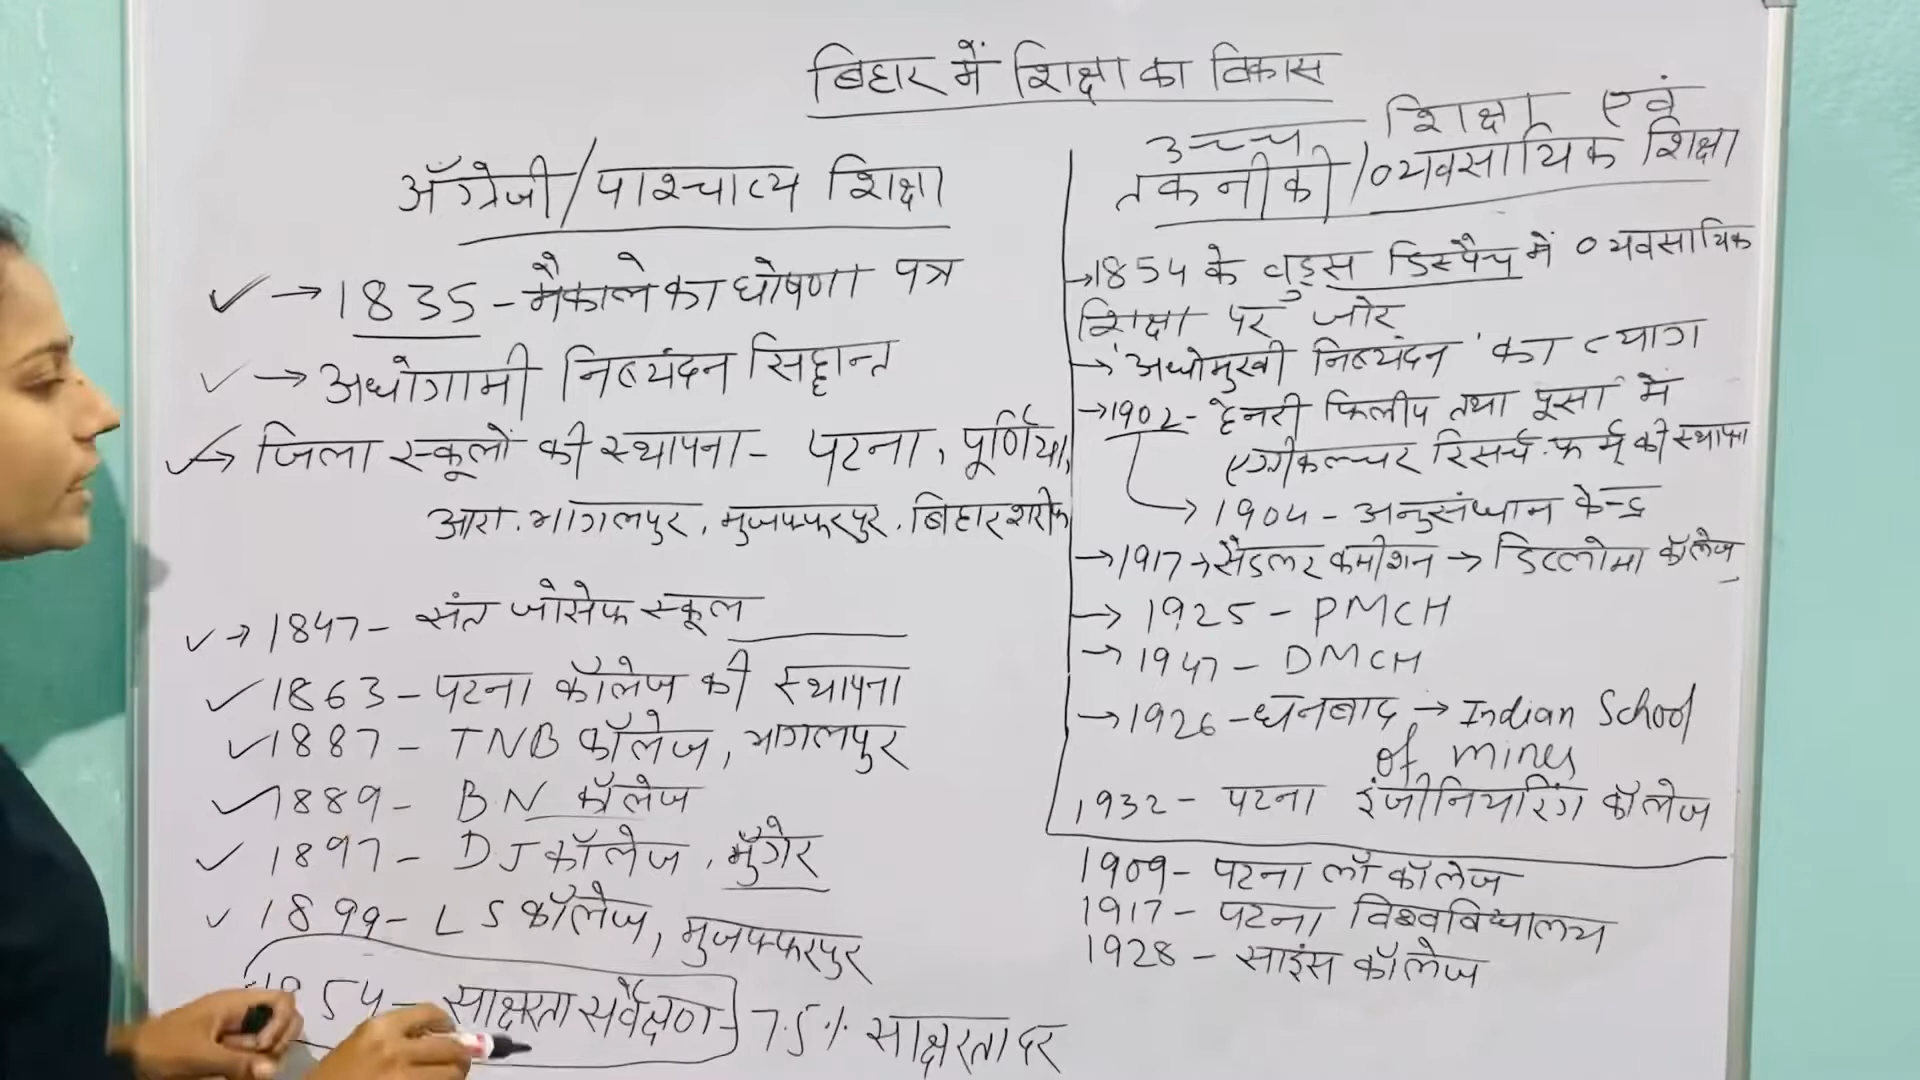 बिहार में शिक्षा का विकास
अँग्रेजी/पाश्चात्य शिक्षा
✓ → 1835 - मैकाले का घोषणा पत्र
✓ → अधोगामी निष्यंदन सिद्दान्त
✓→ जिला स्कूलों की स्थापना - पटना, पूर्णिया,
आरा, भागलपुर, मुजफ्फरपुर, बिहारशरीफ
✓ → 1847 - संत जोसेफ स्कूल
✓ 1863 - पटना कॉलेज की स्थापना
✓ 1887 - TNB कॉलेज, भागलपुर
✓ 1889 - B.N कॉलेज
✓ 1897 - DJ कॉलेज, मुँगेर
✓ 1899 - LS कॉलेज, मुजफ्फरपुर
54 - साक्षरता सर्वेक्षण - 7.5% साक्षरता दर
उच्च शिक्षा एवं
तकनीकी/व्यवसायिक शिक्षा
→ 1854 के वुड्स डिस्पैच में व्यवसायिक
शिक्षा पर जोर
→ 'अधोमुखी निष्यंदन' का त्याग
→ 1902 - हेनरी फिलीप तथा पूसा में
एग्रीकल्चर रिसर्च फर्म की स्थापना
→ 1904 - अनुसंधान केन्द्र
→ 1917 → सैडलर कमीशन → डिप्लोमा कॉलेज
→ 1925 - PMCH
→ 1947 - DMCH
→ 1926 - धनबाद → Indian School
of mines
1932 - पटना इंजीनियरिंग कॉलेज
1909 - पटना लॉ कॉलेज
1917 - पटना विश्वविद्यालय
1928 - साइंस कॉलेज